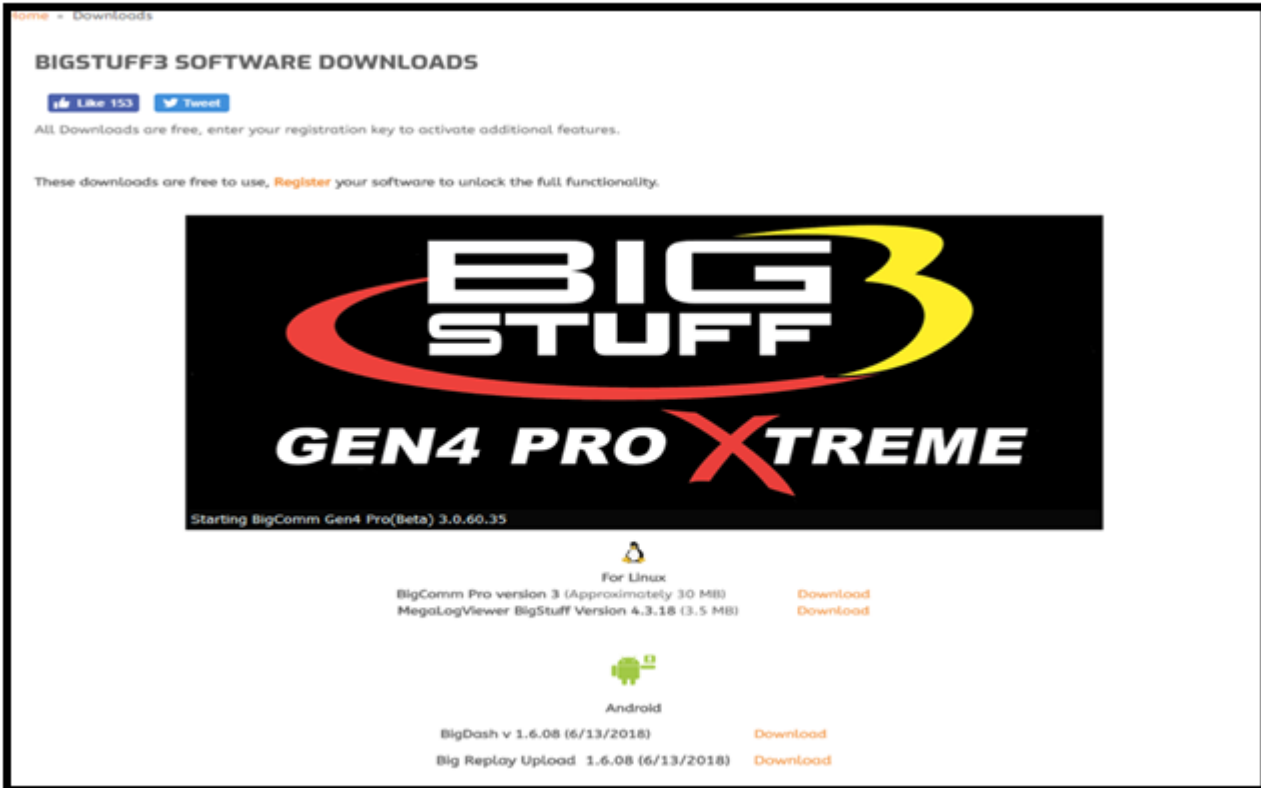 Home » Downloads
BIGSTUFF3 SOFTWARE DOWNLOADS
Like 153 Tweet
All Downloads are free, enter your registration key to activate additional features.
These downloads are free to use, Register your software to unlock the full functionality.
BIG 3
STUFF
GEN4 PRO XTREME
Starting BigComm Gen4 Pro(Beta) 3.0.60.35
For Linux
BigComm Pro version 3 (Approximately 30 MB) Download
MegaLogViewer BigStuff Version 4.3.18 (3.5 MB) Download
Android
BigDash v 1.6.08 (6/13/2018) Download
Big Replay Upload 1.6.08 (6/13/2018) Download